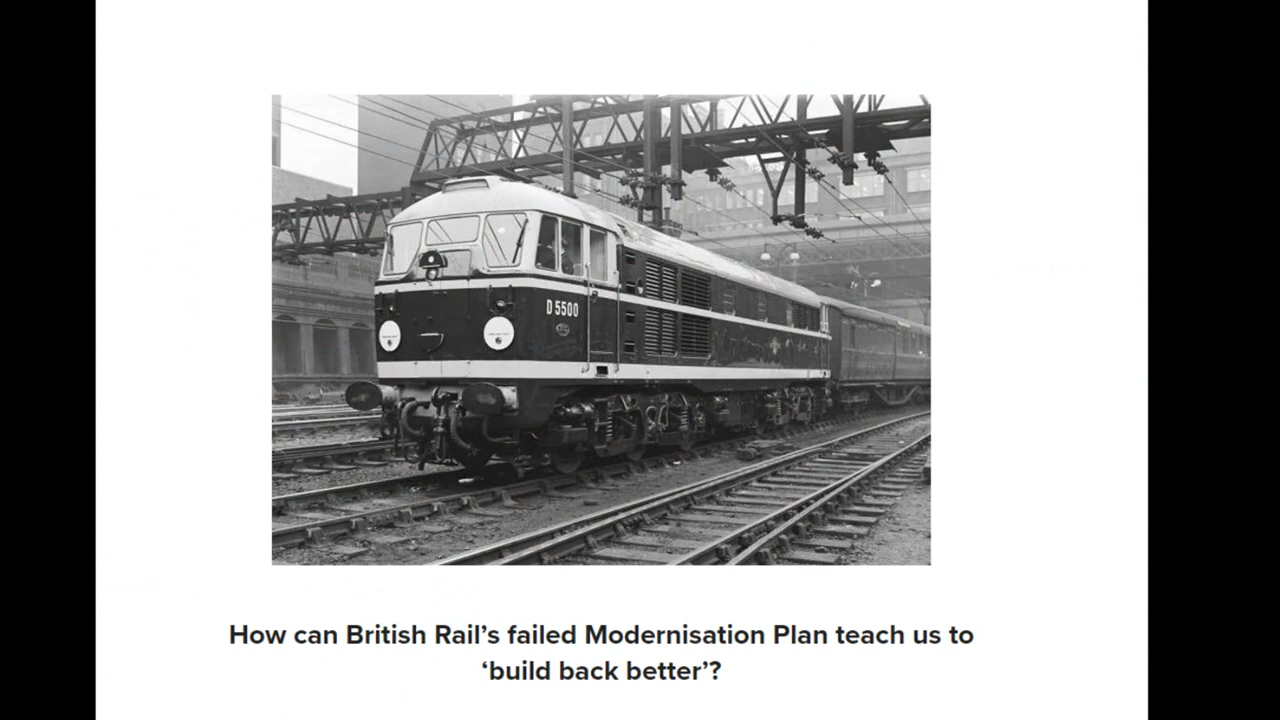 D5500
How can British Rail’s failed Modernisation Plan teach us to
‘build back better’?